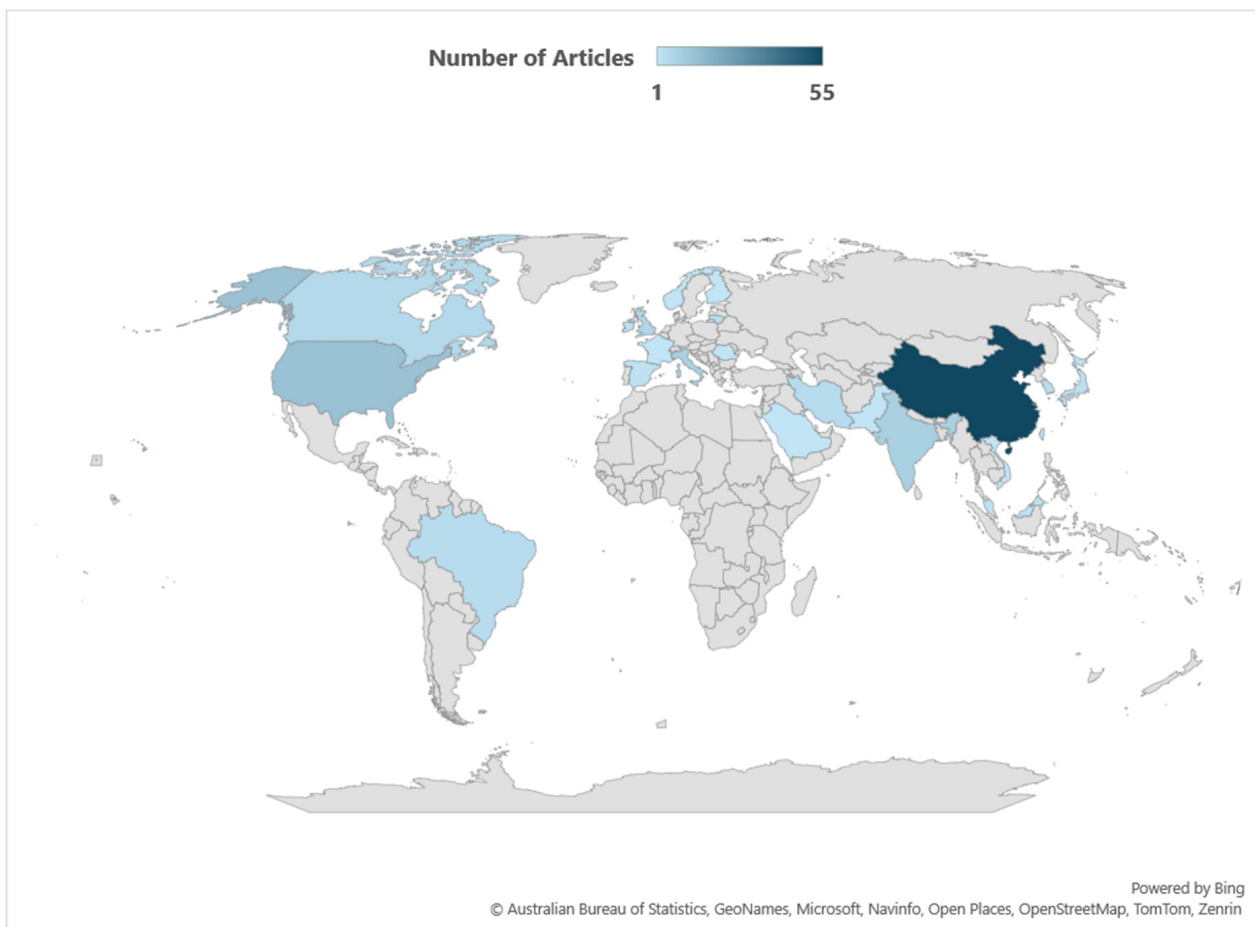 Number of Articles
1 55
Powered by Bing
© Australian Bureau of Statistics, GeoNames, Microsoft, Navinfo, Open Places, OpenStreetMap, TomTom, Zenrin